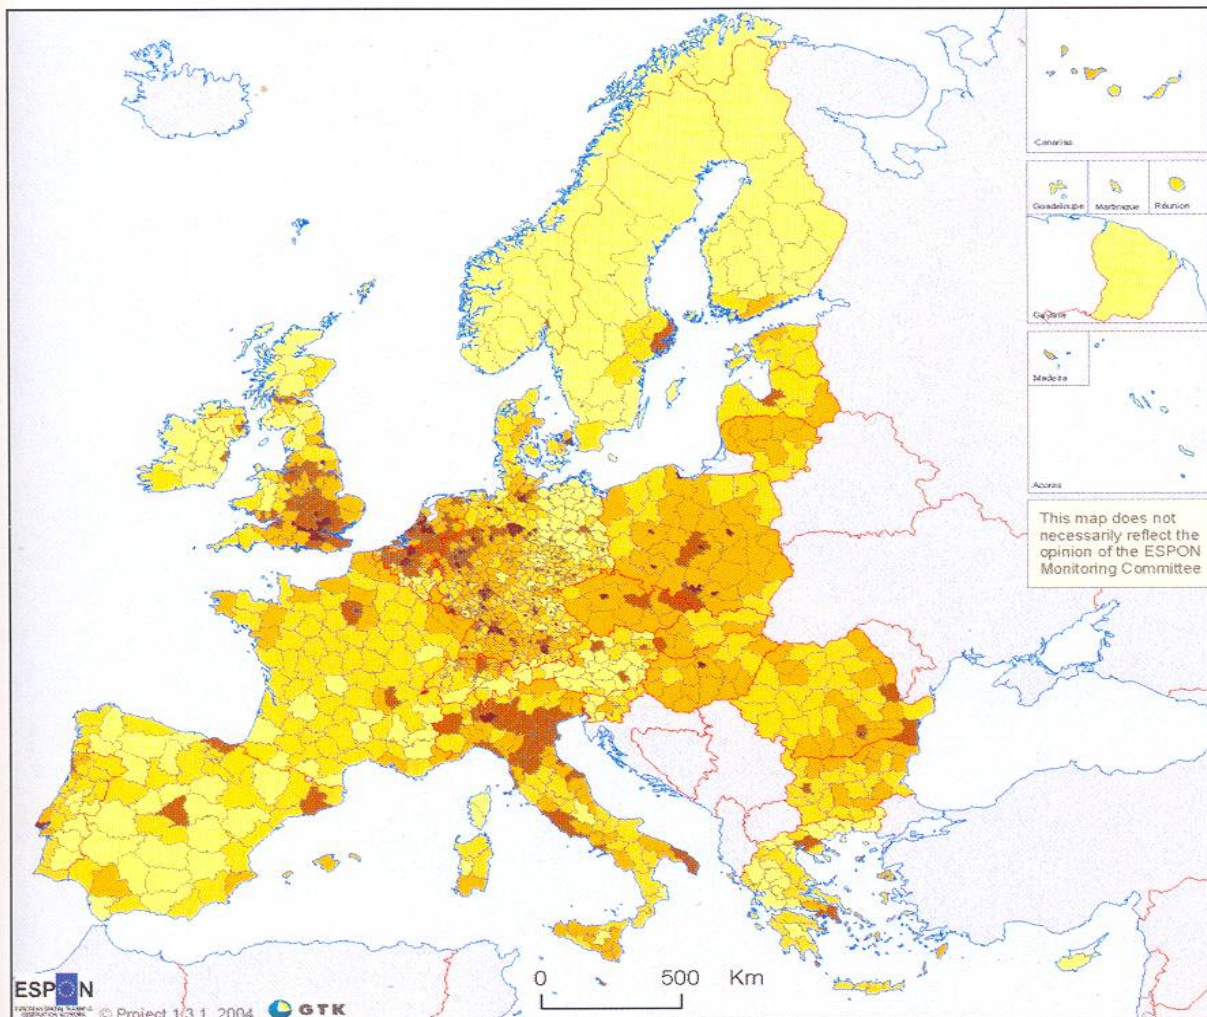 Canarias
Guadeloupe
Martinique
Réunion
Guyane
Madeira
Acores
This map does not
necessarily reflect the
opinion of the ESPON
Monitoring Committee
0 500 Km
ESPON
© Project 1.3.1, 2004
GTK